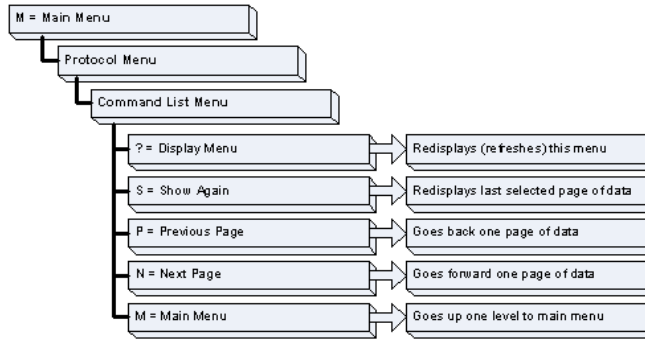 M = Main Menu
Protocol Menu
Command List Menu
? = Display Menu
Redisplays (refreshes) this menu
S = Show Again
Redisplays last selected page of data
P = Previous Page
Goes back one page of data
N = Next Page
Goes forward one page of data
M = Main Menu
Goes up one level to main menu